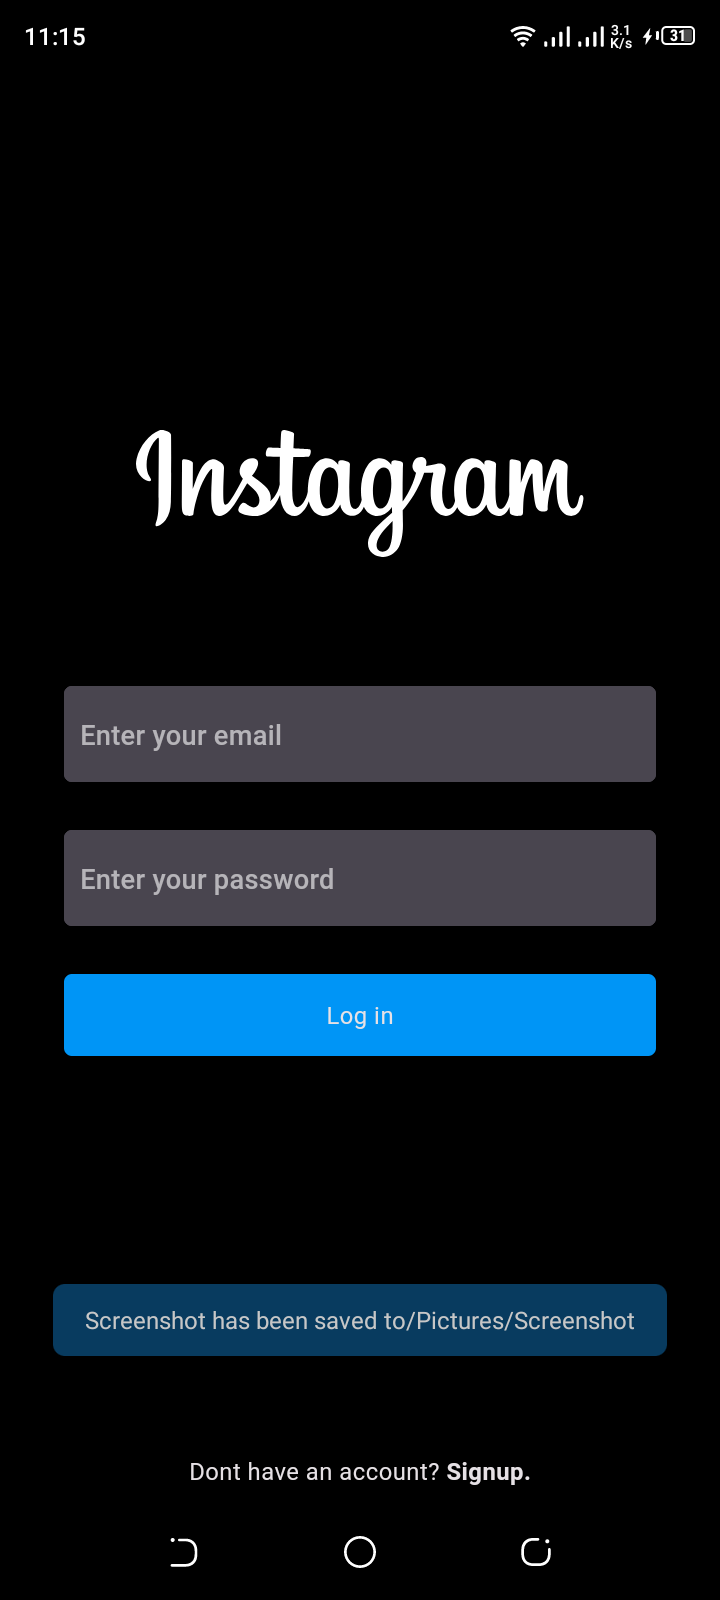 11:15
3.1
K/s
31
Instagram
Enter your email
Enter your password
Log in
Screenshot has been saved to/Pictures/Screenshot
Dont have an account? Signup.